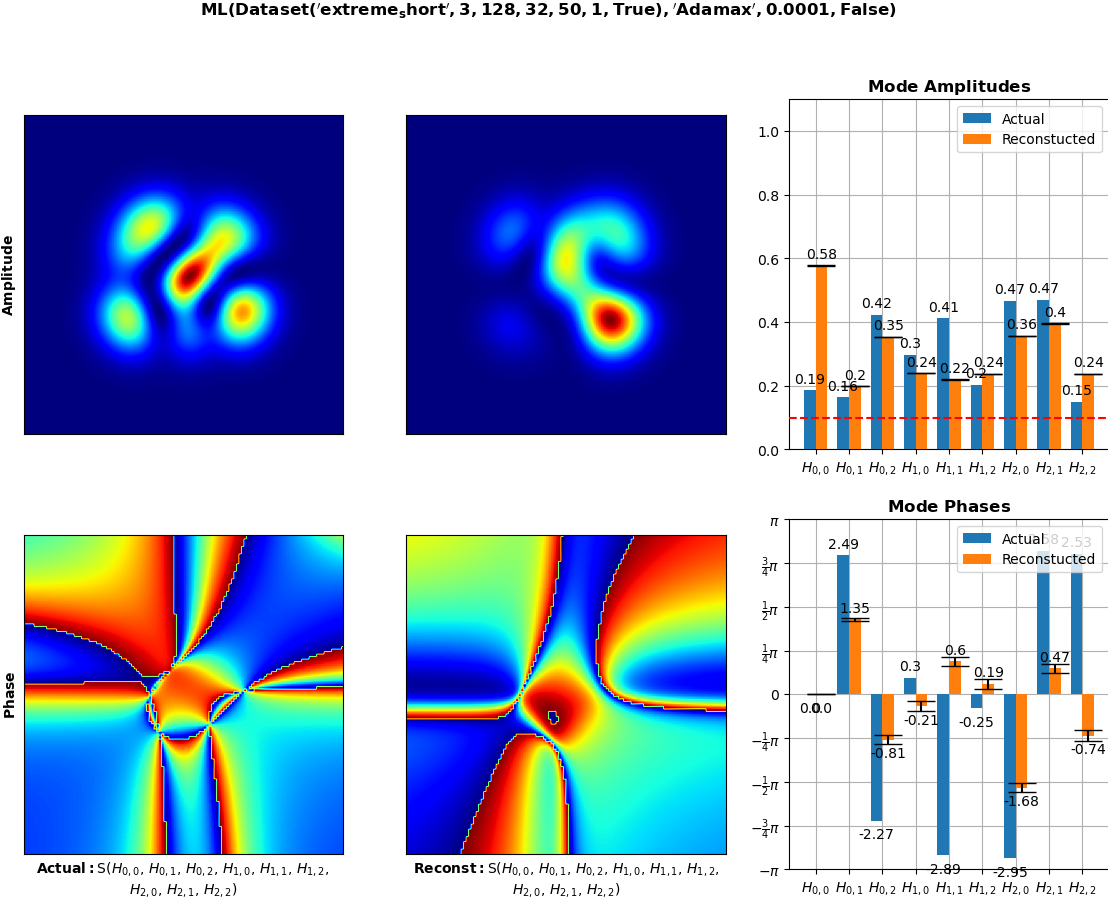 ML(Dataset('extreme_short', 3, 128, 32, 50, 1, True), 'Adamax', 0.0001, False)
Amplitude
Mode Amplitudes
Actual
Reconstucted
1.0
0.8
0.6
0.4
0.2
0.0
0.19
0.58
0.16
0.2
0.42
0.35
0.3
0.24
0.41
0.22
0.2
0.24
0.47
0.36
0.47
0.4
0.15
0.24
H0,0 H0,1 H0,2 H1,0 H1,1 H1,2 H2,0 H2,1 H2,2
Phase
Mode Phases
Actual
Reconstucted
π
3/4π
1/2π
1/4π
0
−1/4π
−1/2π
−3/4π
−π
0.0
0.0
2.49
1.35
-2.27
-0.81
0.3
-0.21
-2.89
0.6
-0.25
0.19
-2.95
-1.68
0.47
2.53
-0.74
H0,0 H0,1 H0,2 H1,0 H1,1 H1,2 H2,0 H2,1 H2,2
Actual: S(H0,0, H0,1, H0,2, H1,0, H1,1, H1,2,
H2,0, H2,1, H2,2)
Reconst: S(H0,0, H0,1, H0,2, H1,0, H1,1, H1,2,
H2,0, H2,1, H2,2)